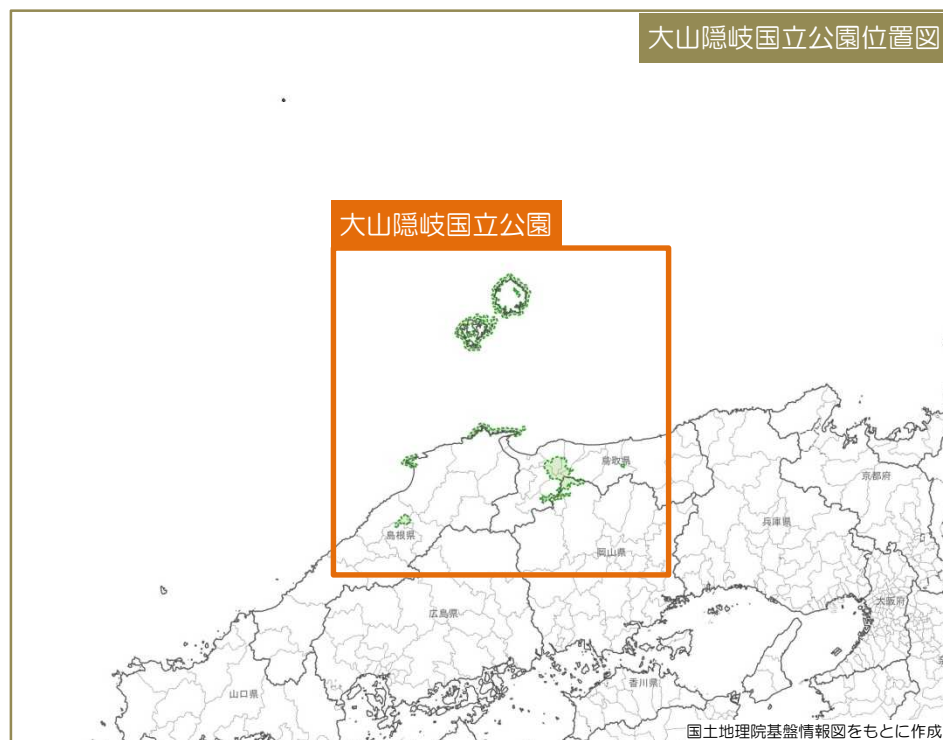 大山隠岐国立公園位置図
大山隠岐国立公園
鳥取県
京都府
兵庫県
島根県
岡山県
大阪府
広島県
香川県
山口県
国土地理院基盤情報図をもとに作成